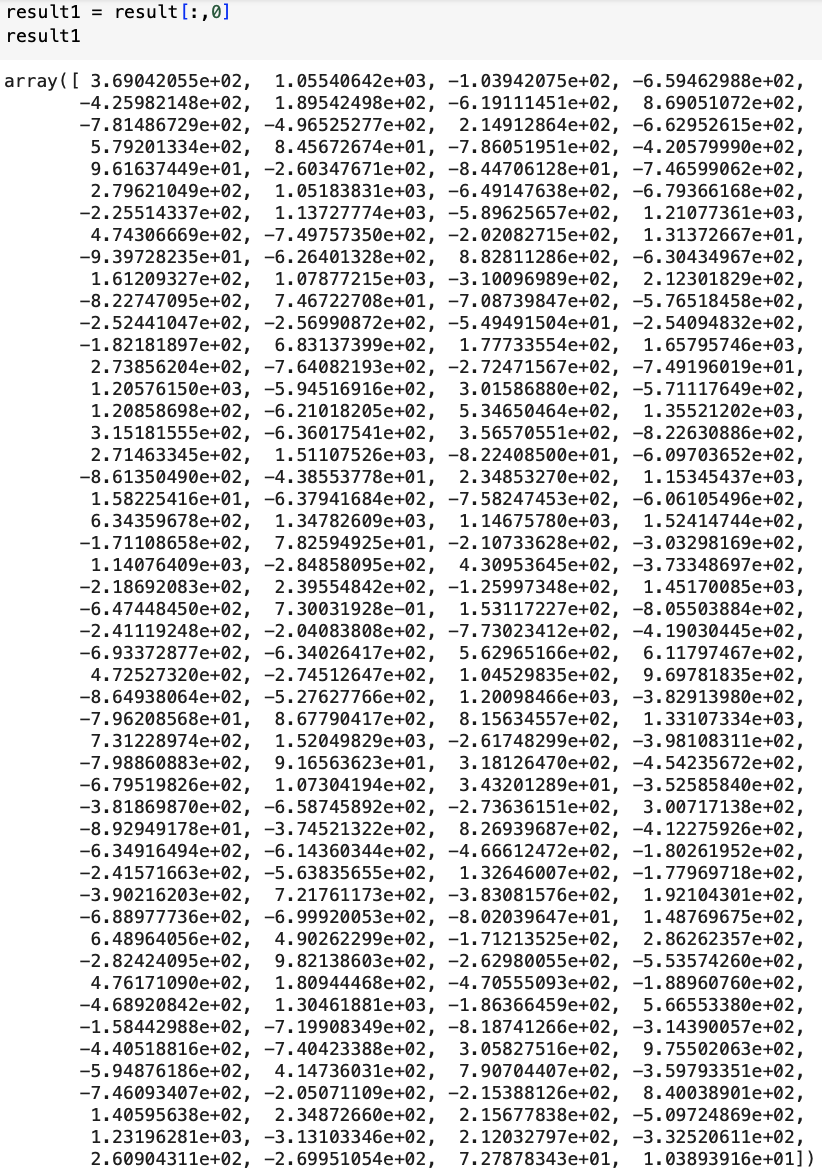 result1 = result[:,0]
result1
array([ 3.69042055e+02,  1.05540642e+03, -1.03942075e+02, -6.59462988e+02,
       -4.25982148e+02,  1.89542498e+02, -6.19111451e+02,  8.69051072e+02,
       -7.81486729e+02, -4.96525277e+02,  2.14912864e+02, -6.62952615e+02,
        5.79201334e+02,  8.45672674e+01, -7.86051951e+02, -4.20579990e+02,
        9.61637449e+01, -2.60347671e+02, -8.44706128e+01, -7.46599062e+02,
        2.79621049e+02,  1.05183831e+03, -6.49147638e+02, -6.79366168e+02,
       -2.25514337e+02,  1.13727774e+03, -5.89625657e+02,  1.21077361e+03,
        4.74306669e+02, -7.49757350e+02, -2.02082715e+02,  1.31372667e+01,
       -9.39728235e+01, -6.26401328e+02,  8.82811286e+02, -6.30434967e+02,
        1.61209327e+02,  1.07877215e+03, -3.10096989e+02,  2.12301829e+02,
       -8.22747095e+02,  7.46722708e+01, -7.08739847e+02, -5.76518458e+02,
       -2.52441047e+02, -2.56990872e+02, -5.49491504e+01, -2.54094832e+02,
       -1.82181897e+02,  6.83137399e+02,  1.77733554e+02,  1.65795746e+03,
        2.73856204e+02, -7.64082193e+02, -2.72471567e+02, -7.49196019e+01,
        1.20576150e+03, -5.94516916e+02,  3.01586880e+02, -5.71117649e+02,
        1.20858698e+02, -6.21018205e+02,  5.34650464e+02,  1.35521202e+03,
        3.15181555e+02, -6.36017541e+02,  3.56570551e+02, -8.22630886e+02,
        2.71463345e+02,  1.51107526e+03, -8.22408500e+01, -6.09703652e+02,
       -8.61350490e+02, -4.38553778e+01,  2.34853270e+02,  1.15345437e+03,
        1.58225416e+01, -6.37941684e+02, -7.58247453e+02, -6.06105496e+02,
        6.34359678e+02,  1.34782609e+03,  1.14675780e+03,  1.52414744e+02,
       -1.71108658e+02,  7.82594925e+01, -2.10733628e+02, -3.03298169e+02,
        1.14076409e+03, -2.84858095e+02,  4.30953645e+02, -3.73348697e+02,
       -2.18692083e+02,  2.39554842e+02, -1.25997348e+02,  1.45170085e+03,
       -6.47448450e+02,  7.30031928e-01,  1.53117227e+02, -8.05503884e+02,
       -2.41119248e+02, -2.04083808e+02, -7.73023412e+02, -4.19030445e+02,
       -6.93372877e+02, -6.34026417e+02,  5.62965166e+02,  6.11797467e+02,
        4.72527320e+02, -2.74512647e+02,  1.04529835e+02,  9.69781835e+02,
       -8.64938064e+02, -5.27627766e+02,  1.20098466e+03, -3.82913980e+02,
       -7.96208568e+01,  8.67790417e+02,  8.15634557e+02,  1.33107334e+03,
        7.31228974e+02,  1.52049829e+03, -2.61748299e+02, -3.98108311e+02,
       -7.98860883e+02,  9.16563623e+01,  3.18126470e+02, -4.54235672e+02,
       -6.79519826e+02,  1.07304194e+03,  3.43201289e+01, -3.52585840e+02,
       -3.81869870e+02, -6.58745892e+02, -2.73636151e+02,  3.00717138e+02,
       -8.92949178e+01, -3.74521322e+02,  8.26939687e+02, -4.12275926e+02,
       -6.34916494e+02, -6.14360344e+02, -4.66612472e+02, -1.80261952e+02,
       -2.41571663e+02, -5.63835655e+02,  1.32646007e+02, -1.77969718e+02,
       -3.90216203e+02,  7.21761173e+02, -3.83081576e+02,  1.92104301e+02,
       -6.88977736e+02, -6.99920053e+02, -8.02039647e+01,  1.48769675e+02,
        6.48964056e+02,  4.90262299e+02, -1.71213525e+02,  2.86262357e+02,
       -2.82424095e+02,  9.82138603e+02, -2.62980055e+02, -5.53574260e+02,
        4.76171090e+02,  1.80944468e+02, -4.70555093e+02, -1.88960760e+02,
       -4.68920842e+02,  1.30461881e+03, -1.86366459e+02,  5.66553380e+02,
       -1.58442988e+02, -7.19908349e+02, -8.18741266e+02, -3.14390057e+02,
       -4.40518816e+02, -7.40423388e+02,  3.05827516e+02,  9.75502063e+02,
       -5.94876186e+02,  4.14736031e+02,  7.90704407e+02, -3.59793351e+02,
       -7.46093407e+02, -2.05071109e+02, -2.15388126e+02,  8.40038901e+02,
        1.40595638e+02,  2.34872660e+02,  2.15677838e+02, -5.09724869e+02,
        1.23196281e+03, -3.13103346e+02,  2.12032797e+02, -3.32520611e+02,
        2.60904311e+02, -2.69951054e+02,  7.27878343e+01,  1.03893916e+01])